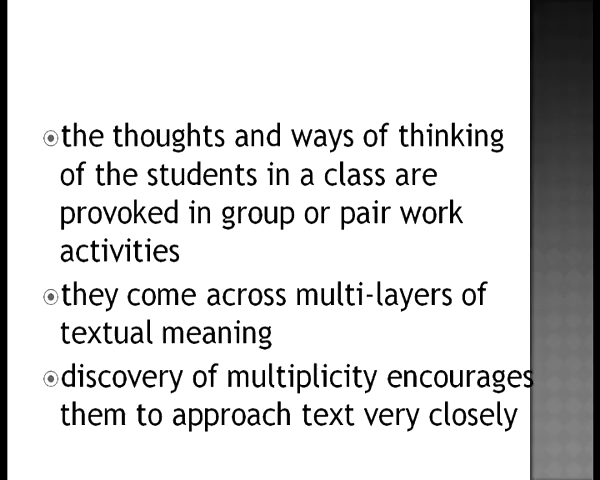 the thoughts and ways of thinking
of the students in a class are
provoked in group or pair work
activities
they come across multi-layers of
textual meaning
discovery of multiplicity encourages
them to approach text very closely